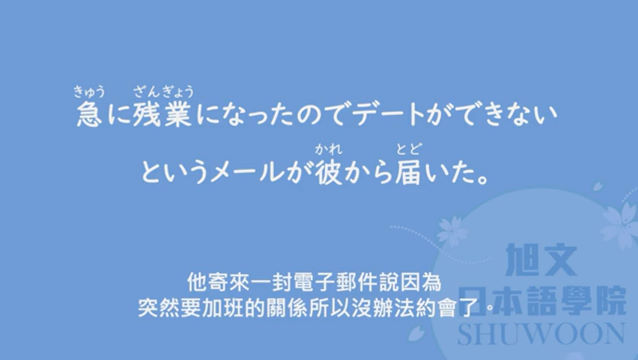 きゅう ざんぎょう
急に残業になったのでデートができない
かれ とど
というメールが彼から届いた。
他寄來一封電子郵件說因為
突然要加班的關係所以沒辦法約會了。
旭文
日本語學院
SHUWOON